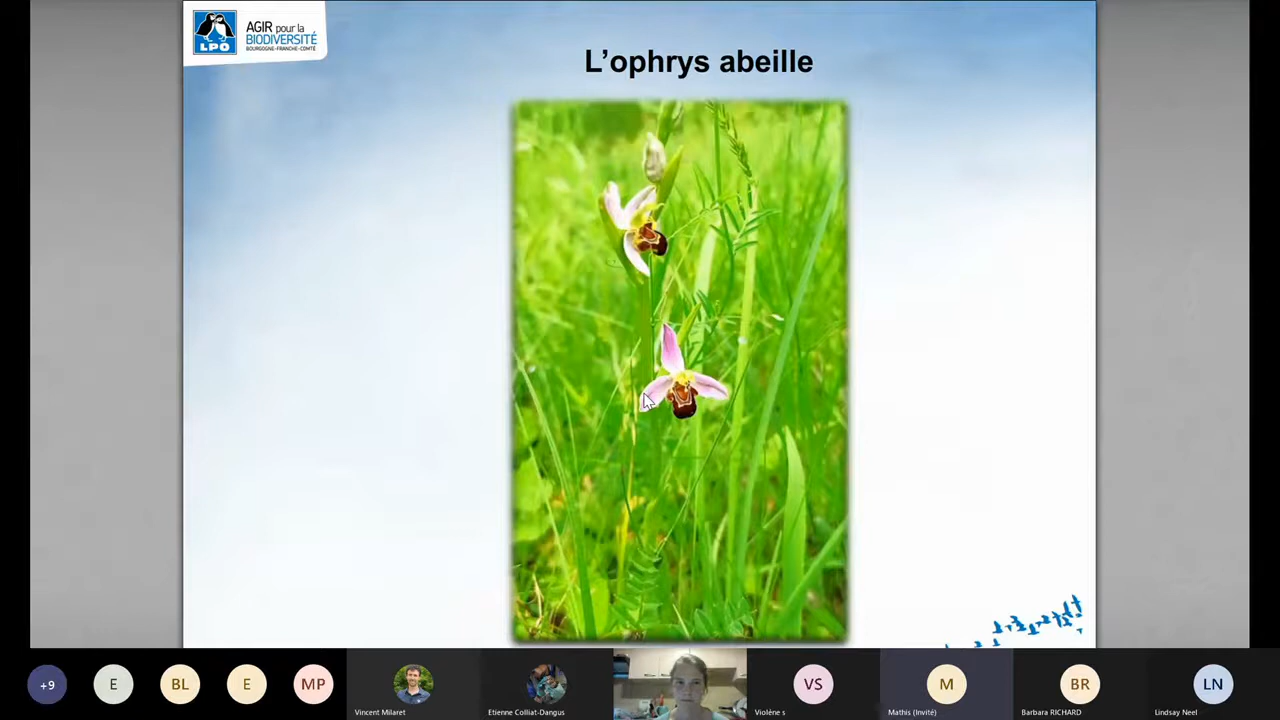 LPO
AGIR pour la
BIODIVERSITÉ
BOURGOGNE-FRANCHE-COMTÉ
L'ophrys abeille
+9
E
BL
E
MP
VS
M
BR
LN
Vincent Milaret
Etienne Colliat-Dangus
Violène s
Mathis (Invité)
Barbara RICHARD
Lindsay Neel